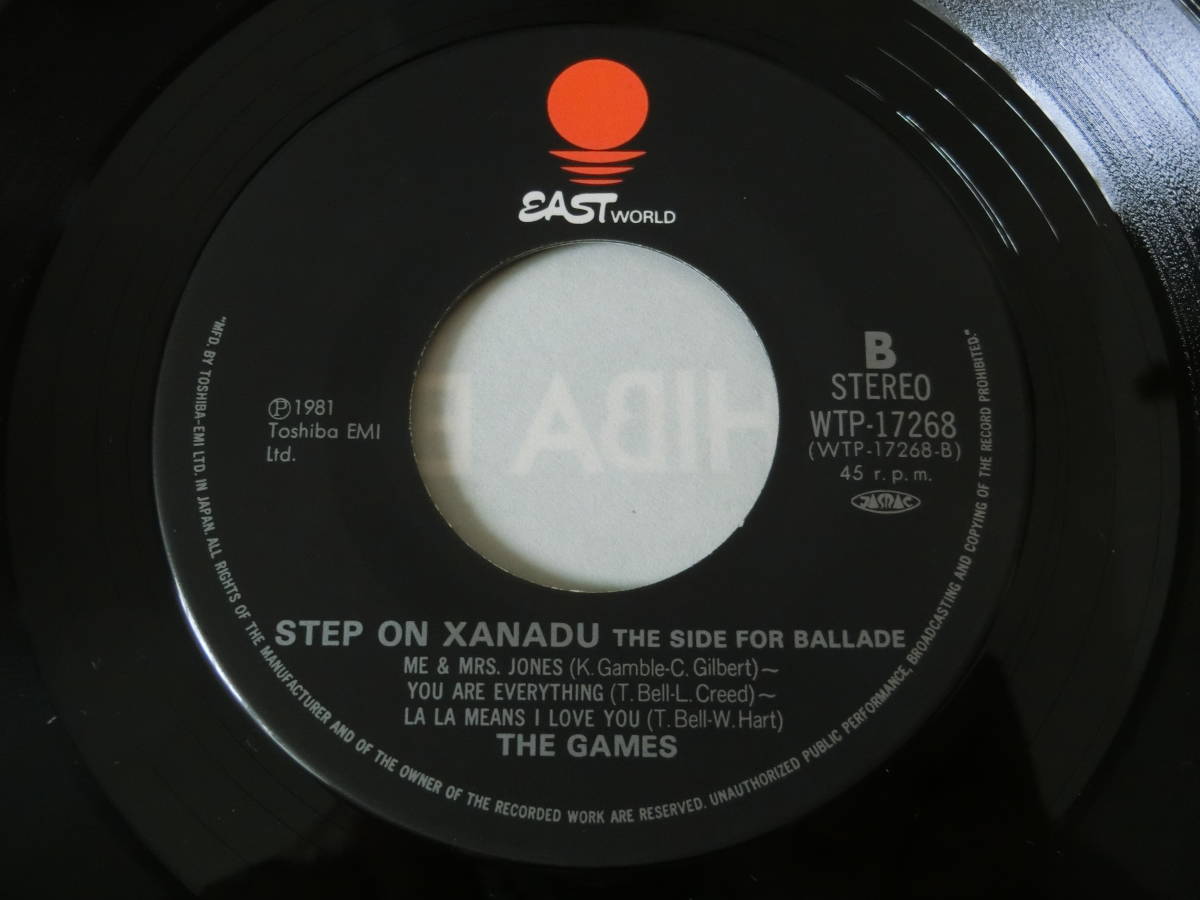 EAST WORLD
B
STEREO
WTP-17268
(WTP-17268-B)
45 r.p.m.
JASRAC
Ⓟ1981
Toshiba EMI
Ltd.
HIBA E
STEP ON XANADU THE SIDE FOR BALLADE
ME & MRS. JONES (K. Gamble-C. Gilbert)~
YOU ARE EVERYTHING (T. Bell-L. Creed)~
LA LA MEANS I LOVE YOU (T. Bell-W. Hart)
THE GAMES
"MFD. BY TOSHIBA-EMI LTD. IN JAPAN. ALL RIGHTS OF THE MANUFACTURER AND OF THE OWNER OF THE RECORDED WORK ARE RESERVED. UNAUTHORIZED PUBLIC PERFORMANCE, BROADCASTING AND COPYING OF THE RECORD PROHIBITED."